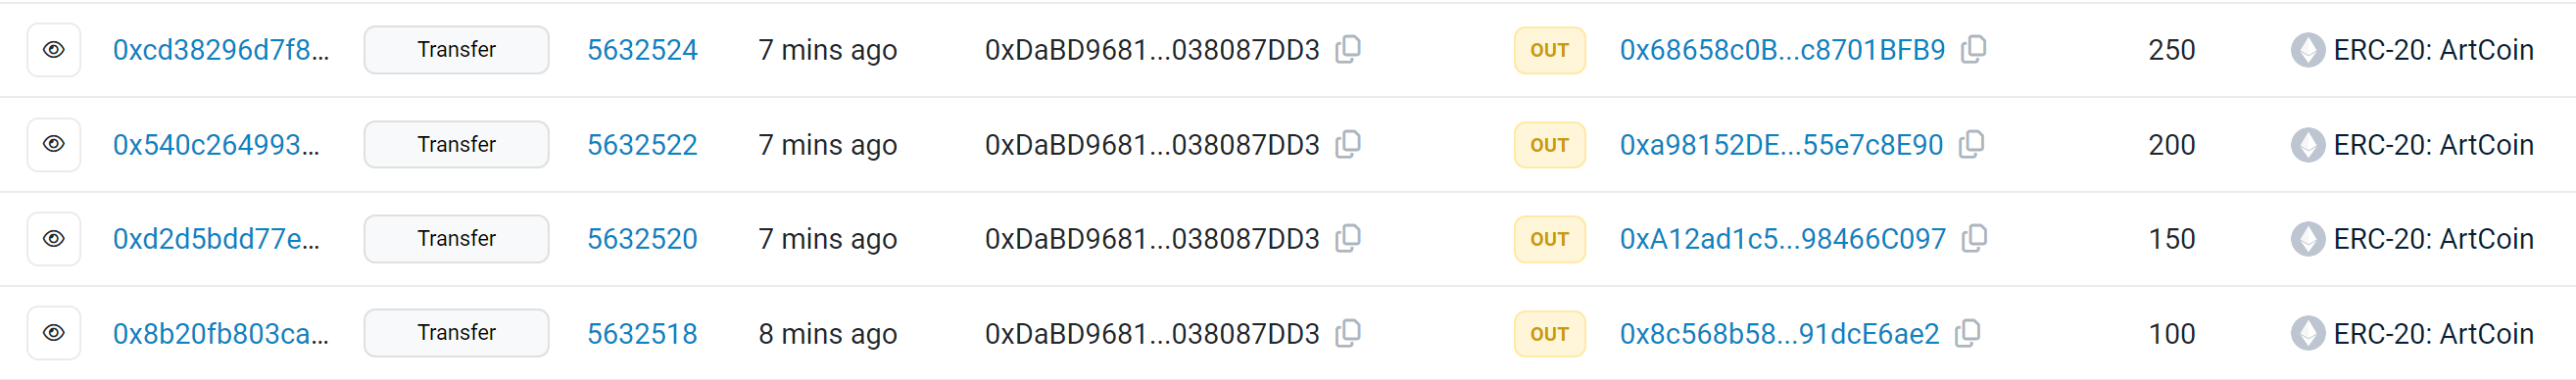 0xcd38296d7f8... Transfer 5632524 7 mins ago 0xDaBD9681...038087DD3 OUT 0x68658c0B...c8701BFB9 250 ERC-20: ArtCoin
0x540c264993... Transfer 5632522 7 mins ago 0xDaBD9681...038087DD3 OUT 0xa98152DE...55e7c8E90 200 ERC-20: ArtCoin
0xd2d5bdd77e... Transfer 5632520 7 mins ago 0xDaBD9681...038087DD3 OUT 0xA12ad1c5...98466C097 150 ERC-20: ArtCoin
0x8b20fb803ca... Transfer 5632518 8 mins ago 0xDaBD9681...038087DD3 OUT 0x8c568b58...91dcE6ae2 100 ERC-20: ArtCoin